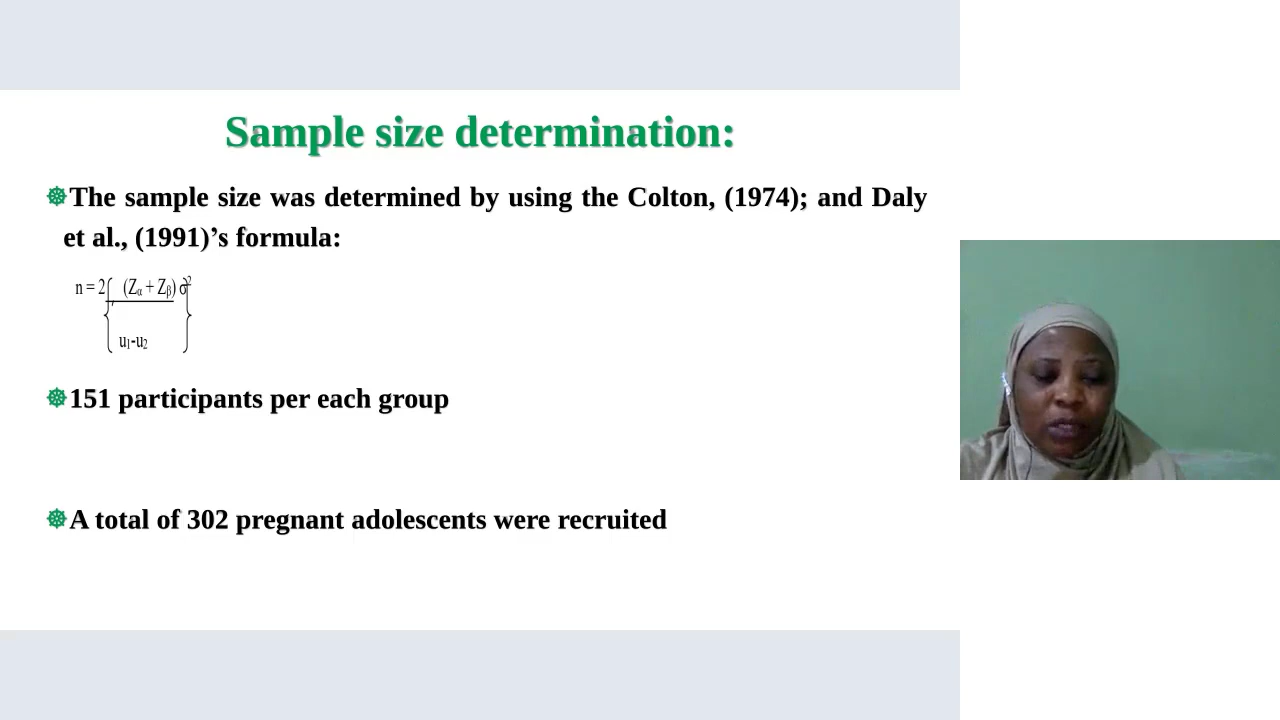 Sample size determination:
The sample size was determined by using the Colton, (1974); and Daly
et al., (1991)’s formula:
n = 2{ (Zα + Zβ) σ }²
u1-u2
151 participants per each group
A total of 302 pregnant adolescents were recruited